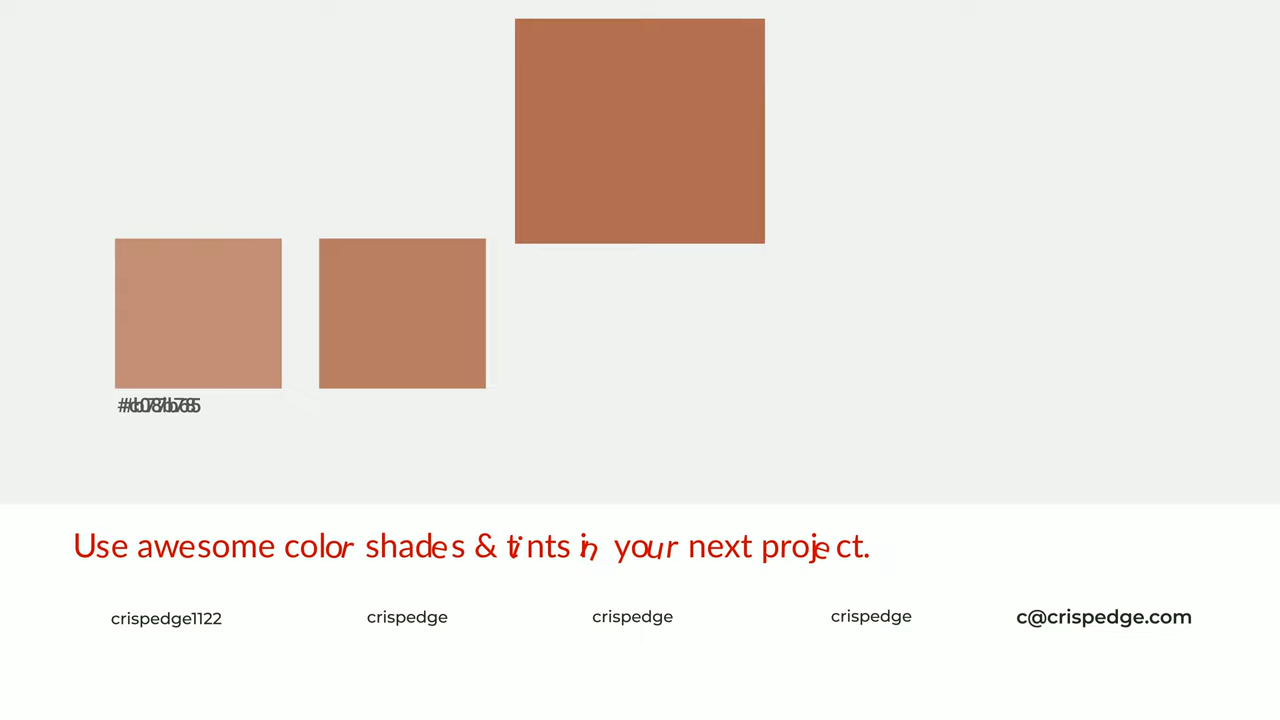 Use awesome color shades & tints in your next project.
crispedge1122 crispedge crispedge crispedge c@crispedge.com